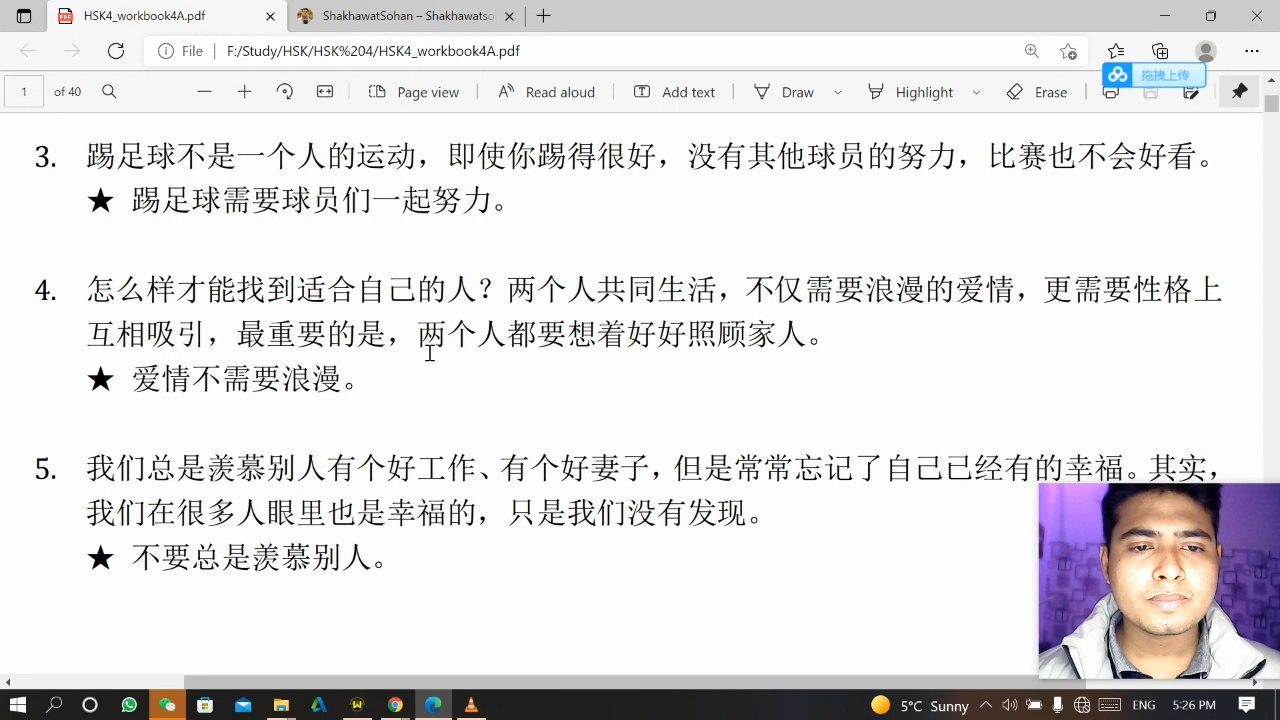 HSK4_workbook4A.pdf
ShakhawatSohan – Shakhawatso
File F:/Study/HSK/HSK%204/HSK4_workbook4A.pdf
拖拽上传
1 of 40 Page view Read aloud Add text Draw Highlight Erase
3. 踢足球不是一个人的运动，即使你踢得很好，没有其他球员的努力，比赛也不会好看。
★ 踢足球需要球员们一起努力。
4. 怎么样才能找到适合自己的人？两个人共同生活，不仅需要浪漫的爱情，更需要性格上
互相吸引，最重要的是，两个人都要想着好好照顾家人。
★ 爱情不需要浪漫。
5. 我们总是羡慕别人有个好工作、有个好妻子，但是常常忘记了自己已经有的幸福。其实，
我们在很多人眼里也是幸福的，只是我们没有发现。
★ 不要总是羡慕别人。
5°C Sunny ENG 5:26 PM